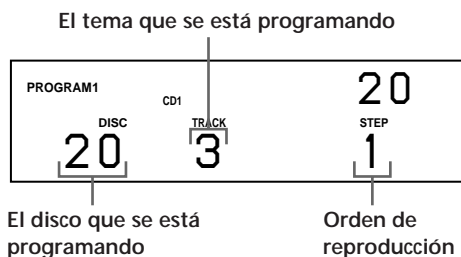 El tema que se está programando
PROGRAM1
CD1
20
DISC
TRACK
STEP
20
3
1
El disco que se está
programando
Orden de
reproducción